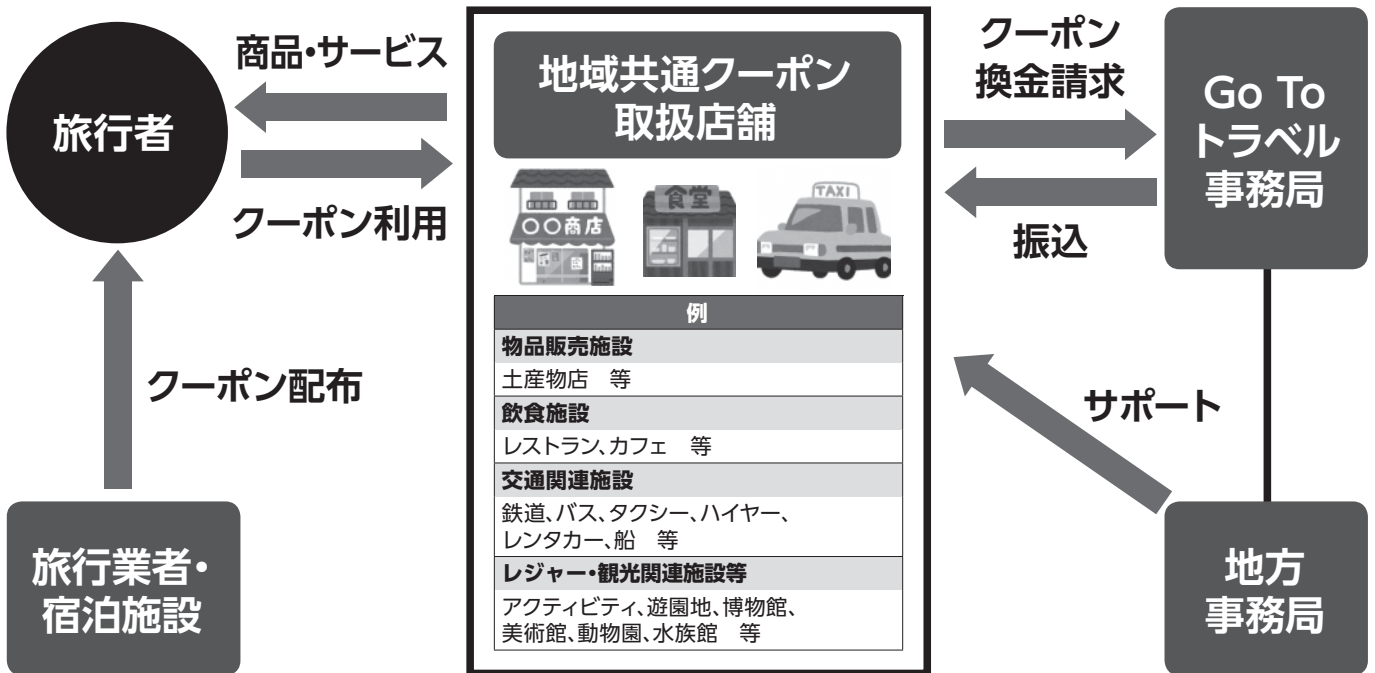 旅行者
商品・サービス
クーポン利用
クーポン配布
旅行業者・
宿泊施設
地域共通クーポン
取扱店舗
〇〇商店
食堂
TAXI
例
物品販売施設
土産物店　等
飲食施設
レストラン、カフェ　等
交通関連施設
鉄道、バス、タクシー、ハイヤー、
レンタカー、船　等
レジャー・観光関連施設等
アクティビティ、遊園地、博物館、
美術館、動物園、水族館　等
クーポン
換金請求
振込
Go To
トラベル
事務局
サポート
地方
事務局